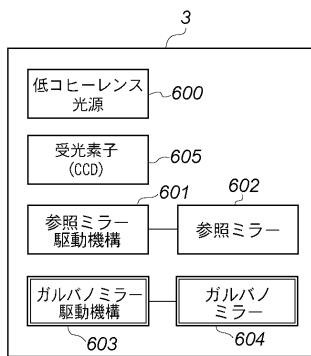 3
低コヒーレンス
光源
600
受光素子
(CCD)
605
601
602
参照ミラー
駆動機構
参照ミラー
ガルバノミラー
駆動機構
ガルバノ
ミラー
603
604